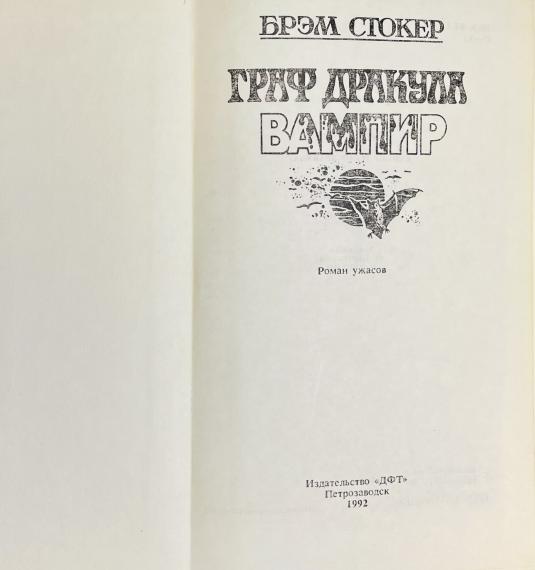 БРЭМ СТОКЕР
ГРАФ ДРАКУЛА
ВАМПИР
Роман ужасов
Издательство «ДФТ»
Петрозаводск
1992